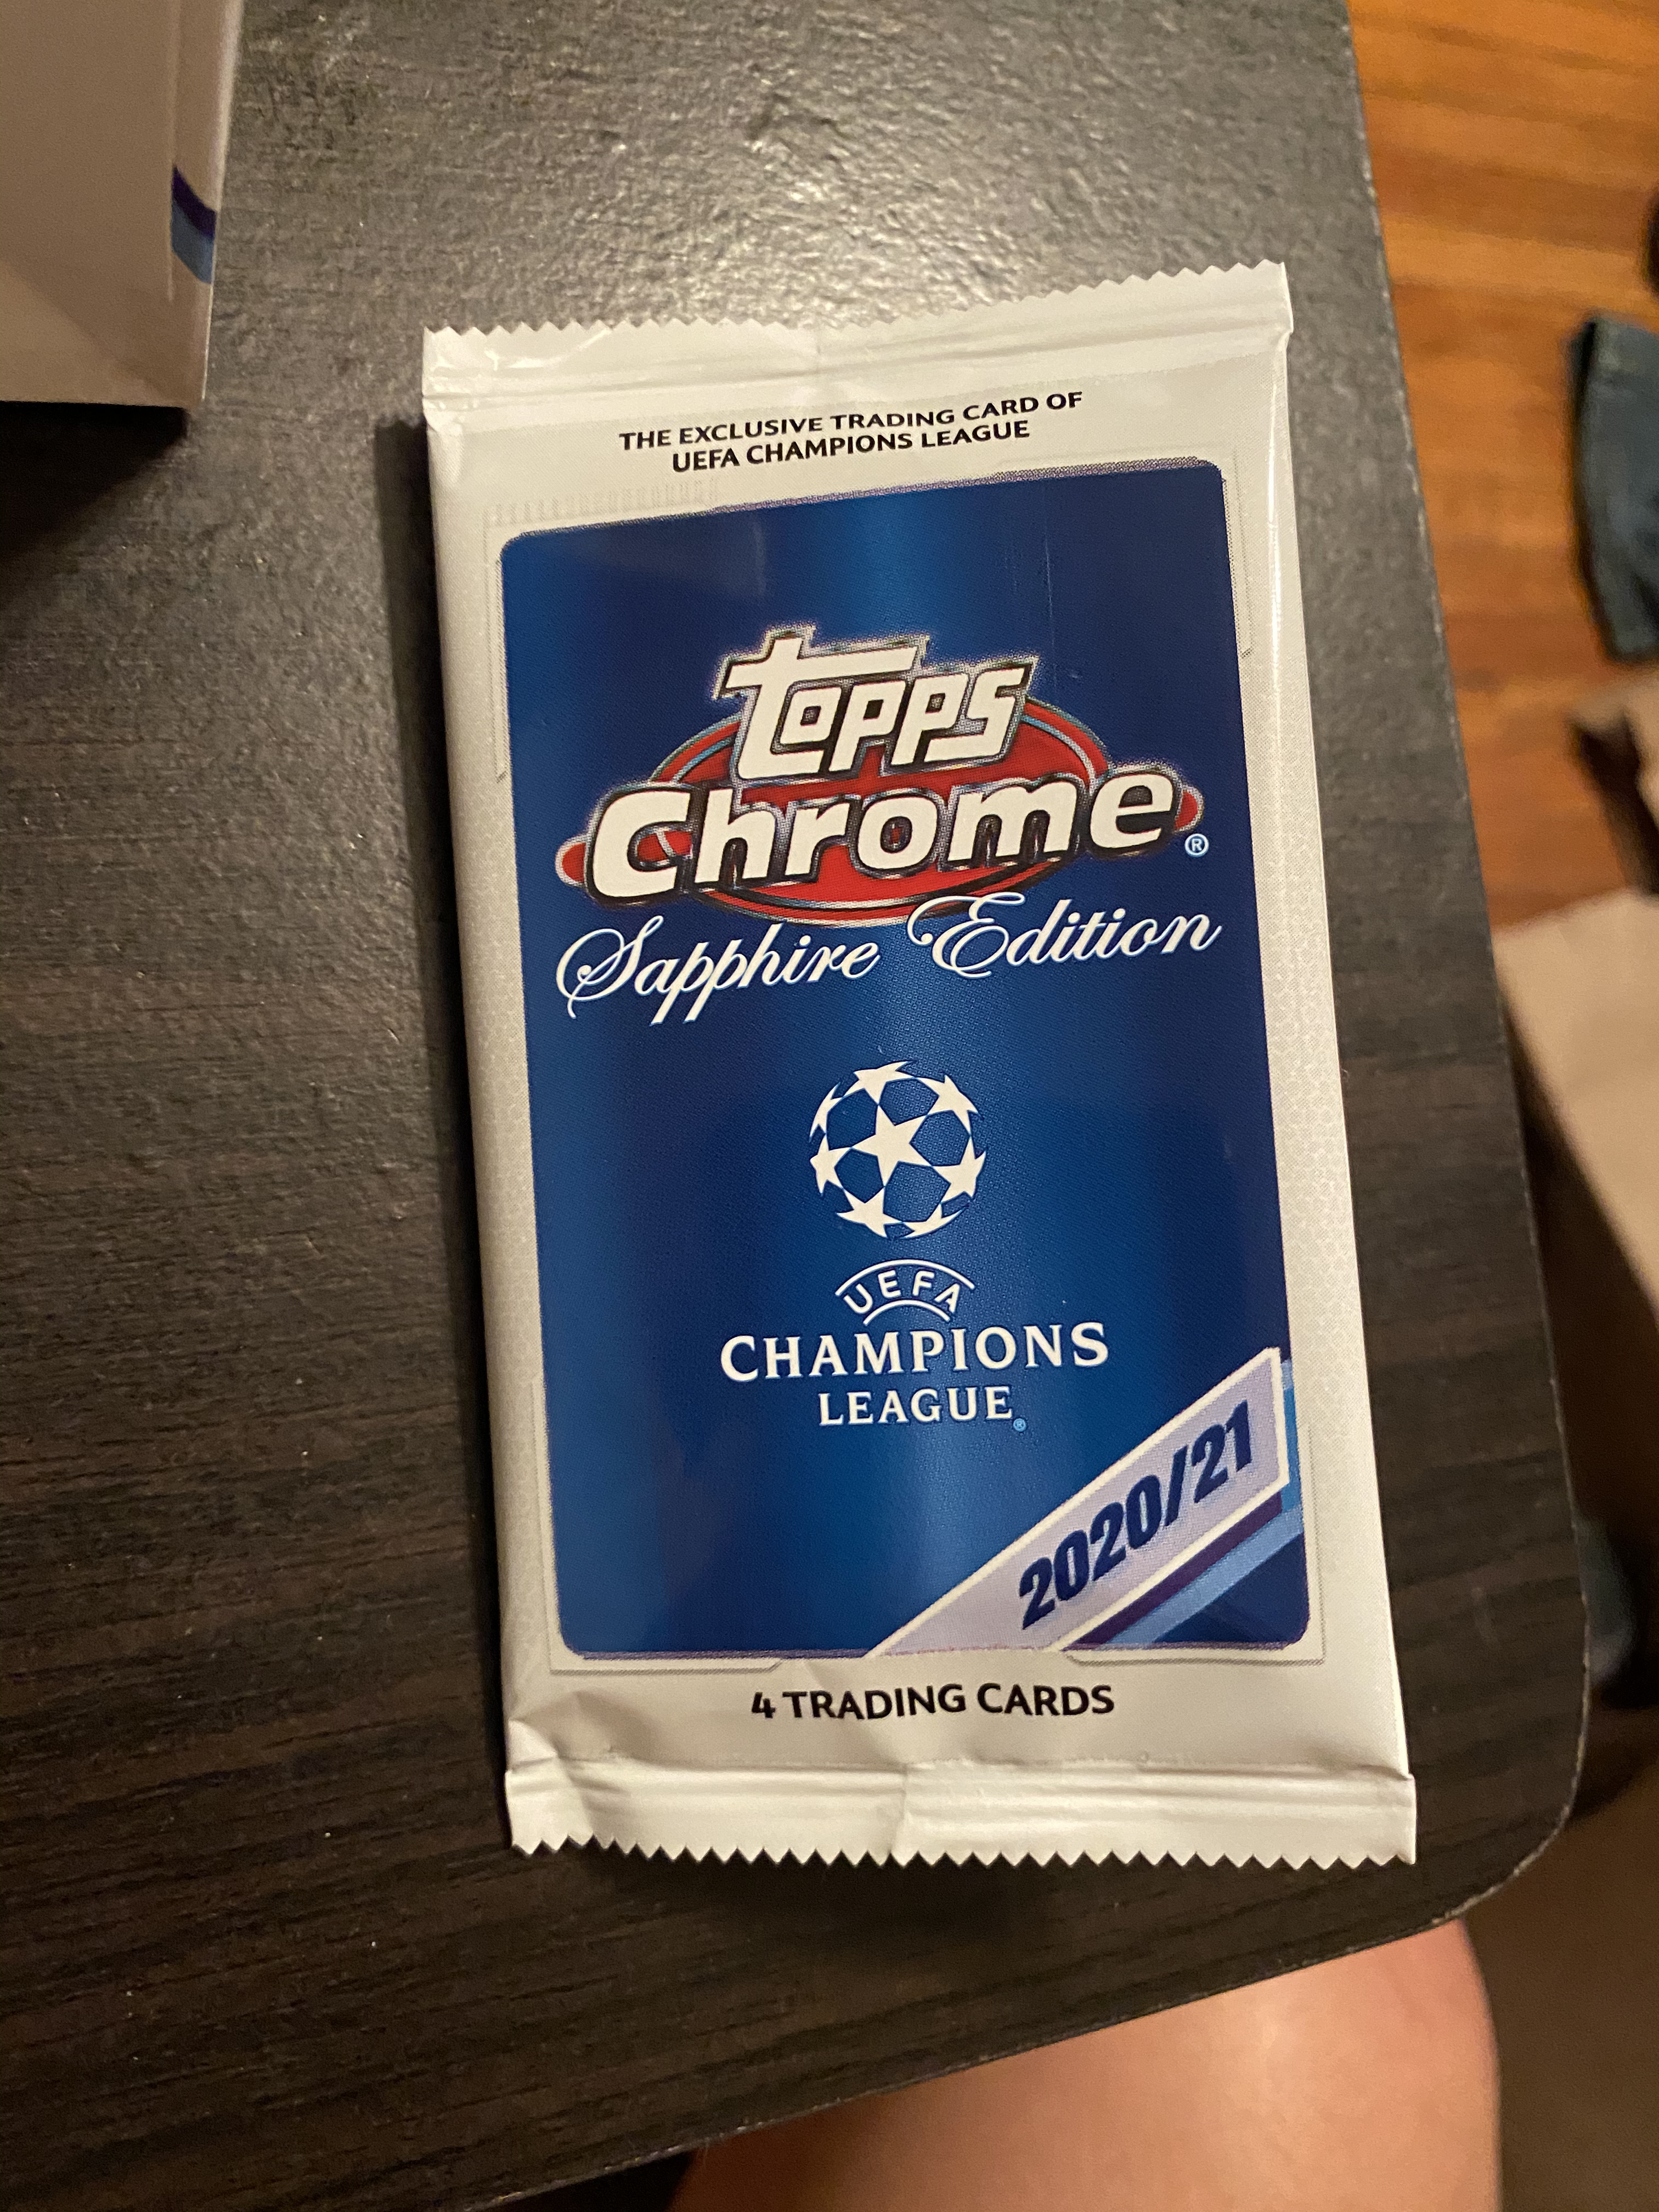 THE EXCLUSIVE TRADING CARD OF
UEFA CHAMPIONS LEAGUE
topps
Chrome®
Sapphire Edition
UEFA
CHAMPIONS
LEAGUE®
2020/21
4 TRADING CARDS